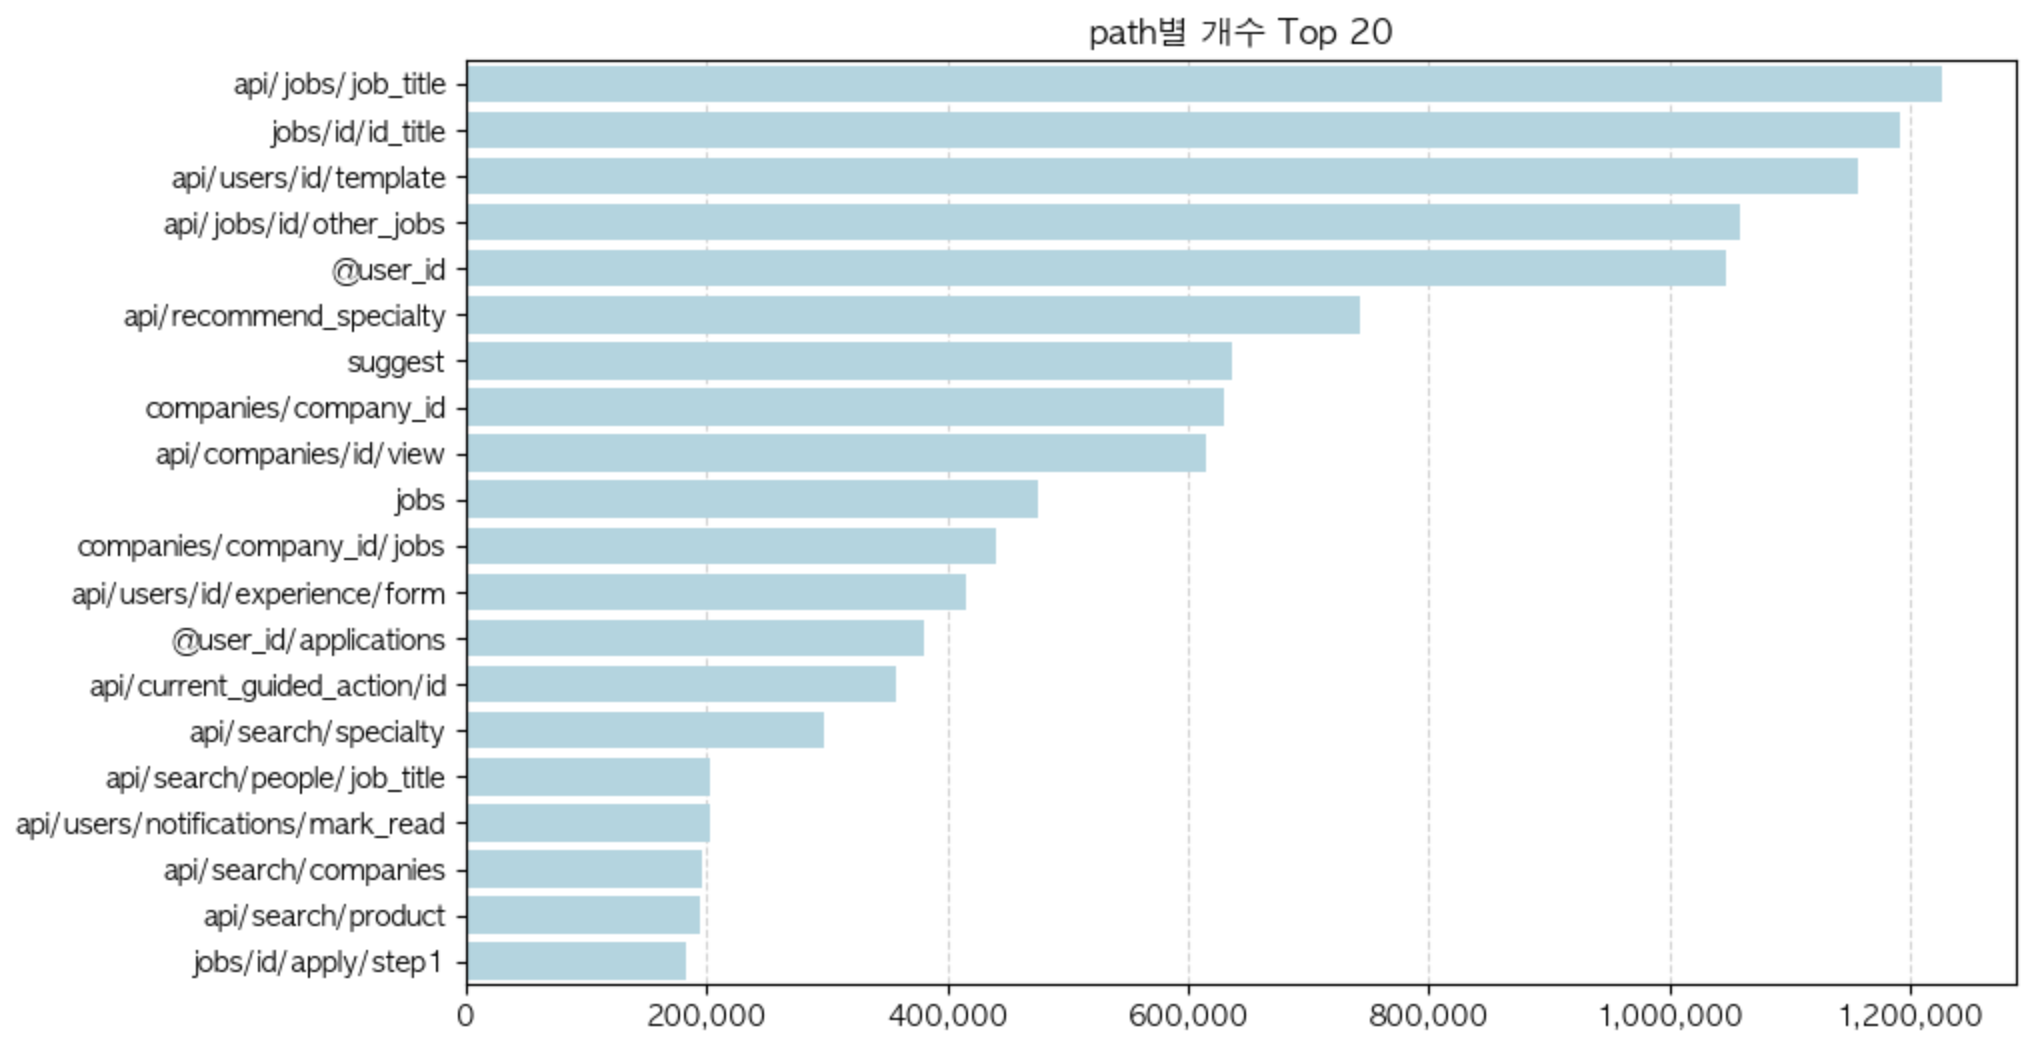 path별 개수 Top 20
api/jobs/job_title
jobs/id/id_title
api/users/id/template
api/jobs/id/other_jobs
@user_id
api/recommend_specialty
suggest
companies/company_id
api/companies/id/view
jobs
companies/company_id/jobs
api/users/id/experience/form
@user_id/applications
api/current_guided_action/id
api/search/specialty
api/search/people/job_title
api/users/notifications/mark_read
api/search/companies
api/search/product
jobs/id/apply/step1
0 200,000 400,000 600,000 800,000 1,000,000 1,200,000